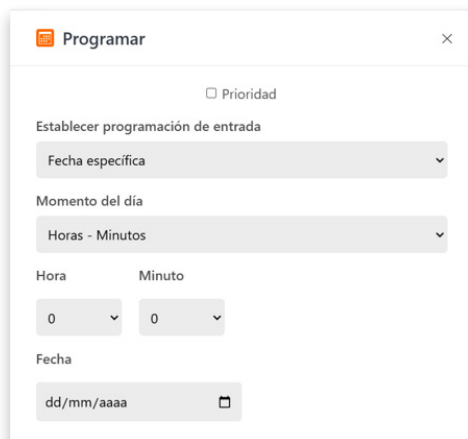 Programar
Prioridad
Establecer programación de entrada
Fecha específica
Momento del día
Horas - Minutos
Hora Minuto
0 0
Fecha
dd/mm/aaaa